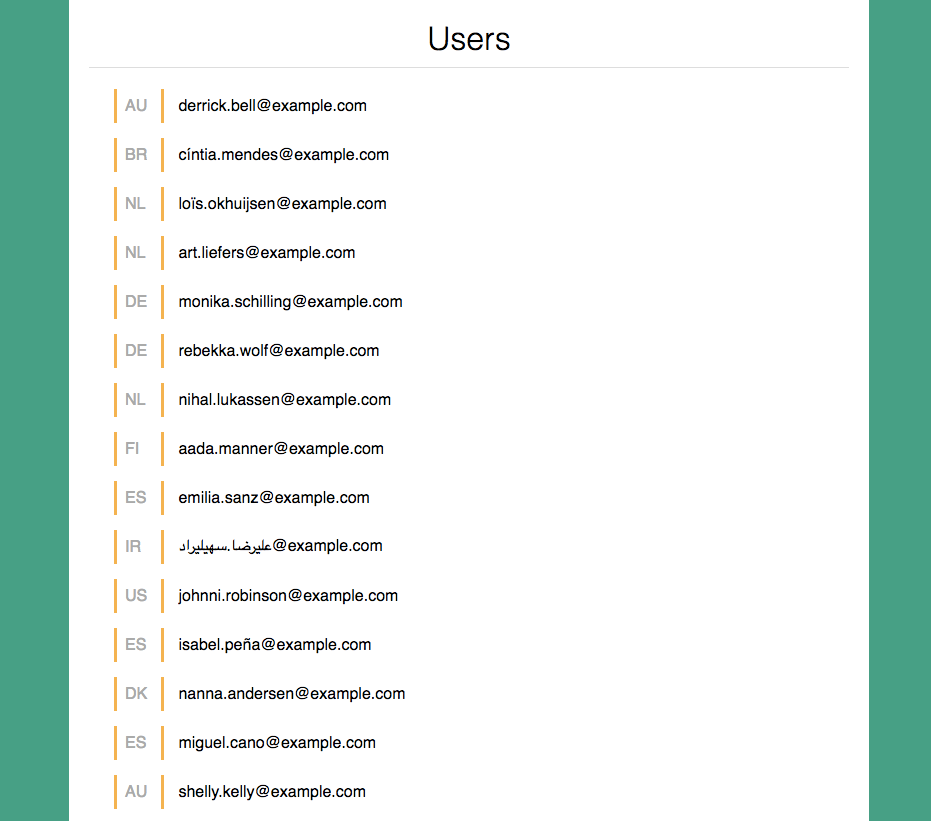 Users
AU derrick.bell@example.com
BR cíntia.mendes@example.com
NL loïs.okhuijsen@example.com
NL art.liefers@example.com
DE monika.schilling@example.com
DE rebekka.wolf@example.com
NL nihal.lukassen@example.com
FI aada.manner@example.com
ES emilia.sanz@example.com
IR علیرضا.سهیلیراد@example.com
US johnni.robinson@example.com
ES isabel.peña@example.com
DK nanna.andersen@example.com
ES miguel.cano@example.com
AU shelly.kelly@example.com